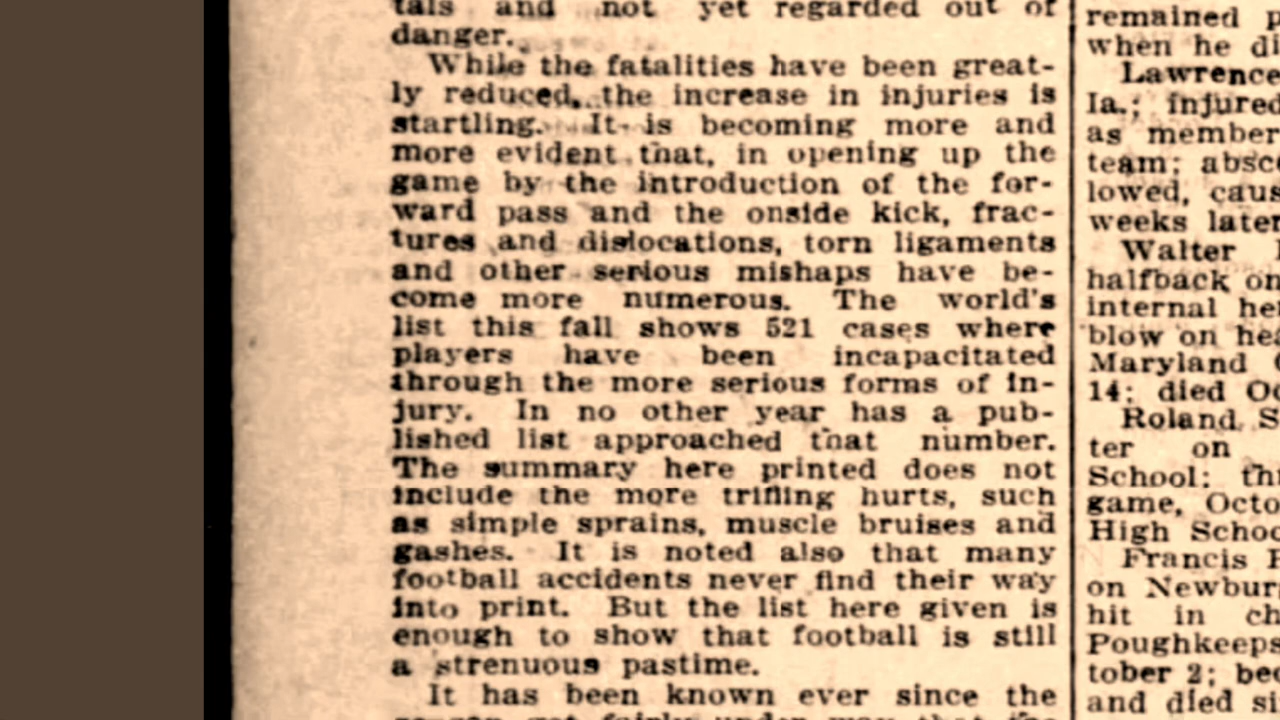 tals and not yet regarded out of
danger.
While the fatalities have been great-
ly reduced, the increase in injuries is
startling. It is becoming more and
more evident that, in opening up the
game by the introduction of the for-
ward pass and the onside kick, frac-
tures and dislocations, torn ligaments
and other serious mishaps have be-
come more numerous. The world's
list this fall shows 521 cases where
players have been incapacitated
through the more serious forms of in-
jury. In no other year has a pub-
lished list approached that number.
The summary here printed does not
include the more trifling hurts, such
as simple sprains, muscle bruises and
gashes. It is noted also that many
football accidents never find their way
into print. But the list here given is
enough to show that football is still
a strenuous pastime.
It has been known ever since the
remained
when he
Lawrence
Ia.; injured
as member
team;
lowed,
weeks later
Walter
halfback on
internal
blow on
Maryland
14; died
Roland
ter on
School;
game,
High
Francis
on
hit in
tober 2;
and died